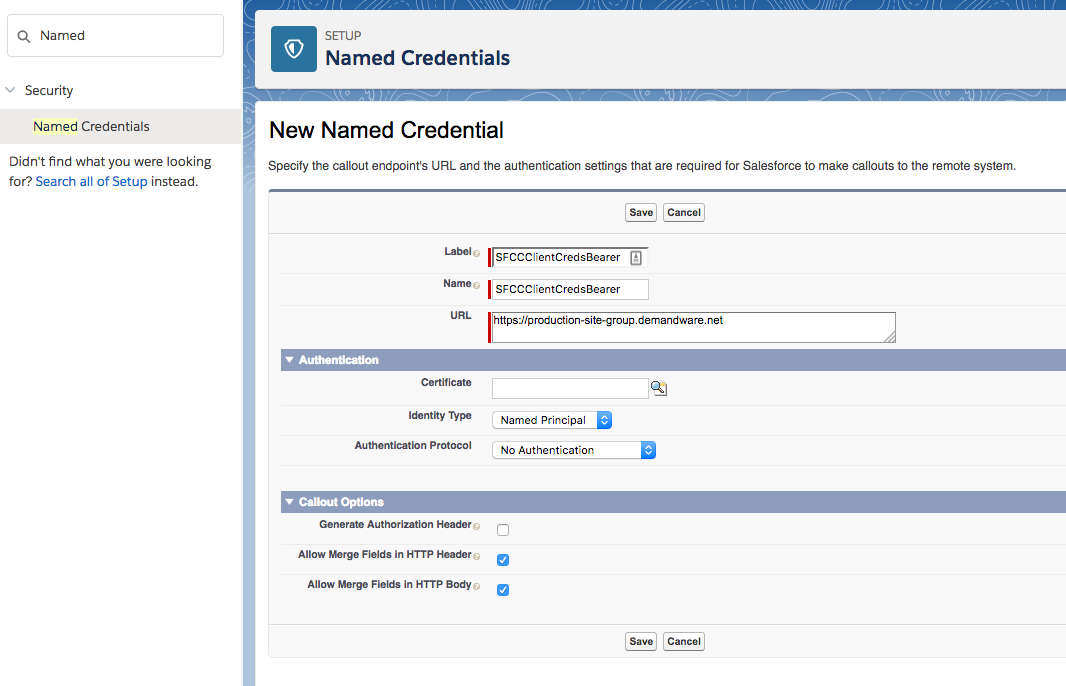 Named
Security
Named Credentials
Didn't find what you were looking
for? Search all of Setup instead.
SETUP
Named Credentials
New Named Credential
Specify the callout endpoint's URL and the authentication settings that are required for Salesforce to make callouts to the remote system.
Save Cancel
Label SFCCClientCredsBearer
Name SFCCClientCredsBearer
URL https://production-site-group.demandware.net
Authentication
Certificate
Identity Type Named Principal
Authentication Protocol No Authentication
Callout Options
Generate Authorization Header
Allow Merge Fields in HTTP Header
Allow Merge Fields in HTTP Body
Save Cancel